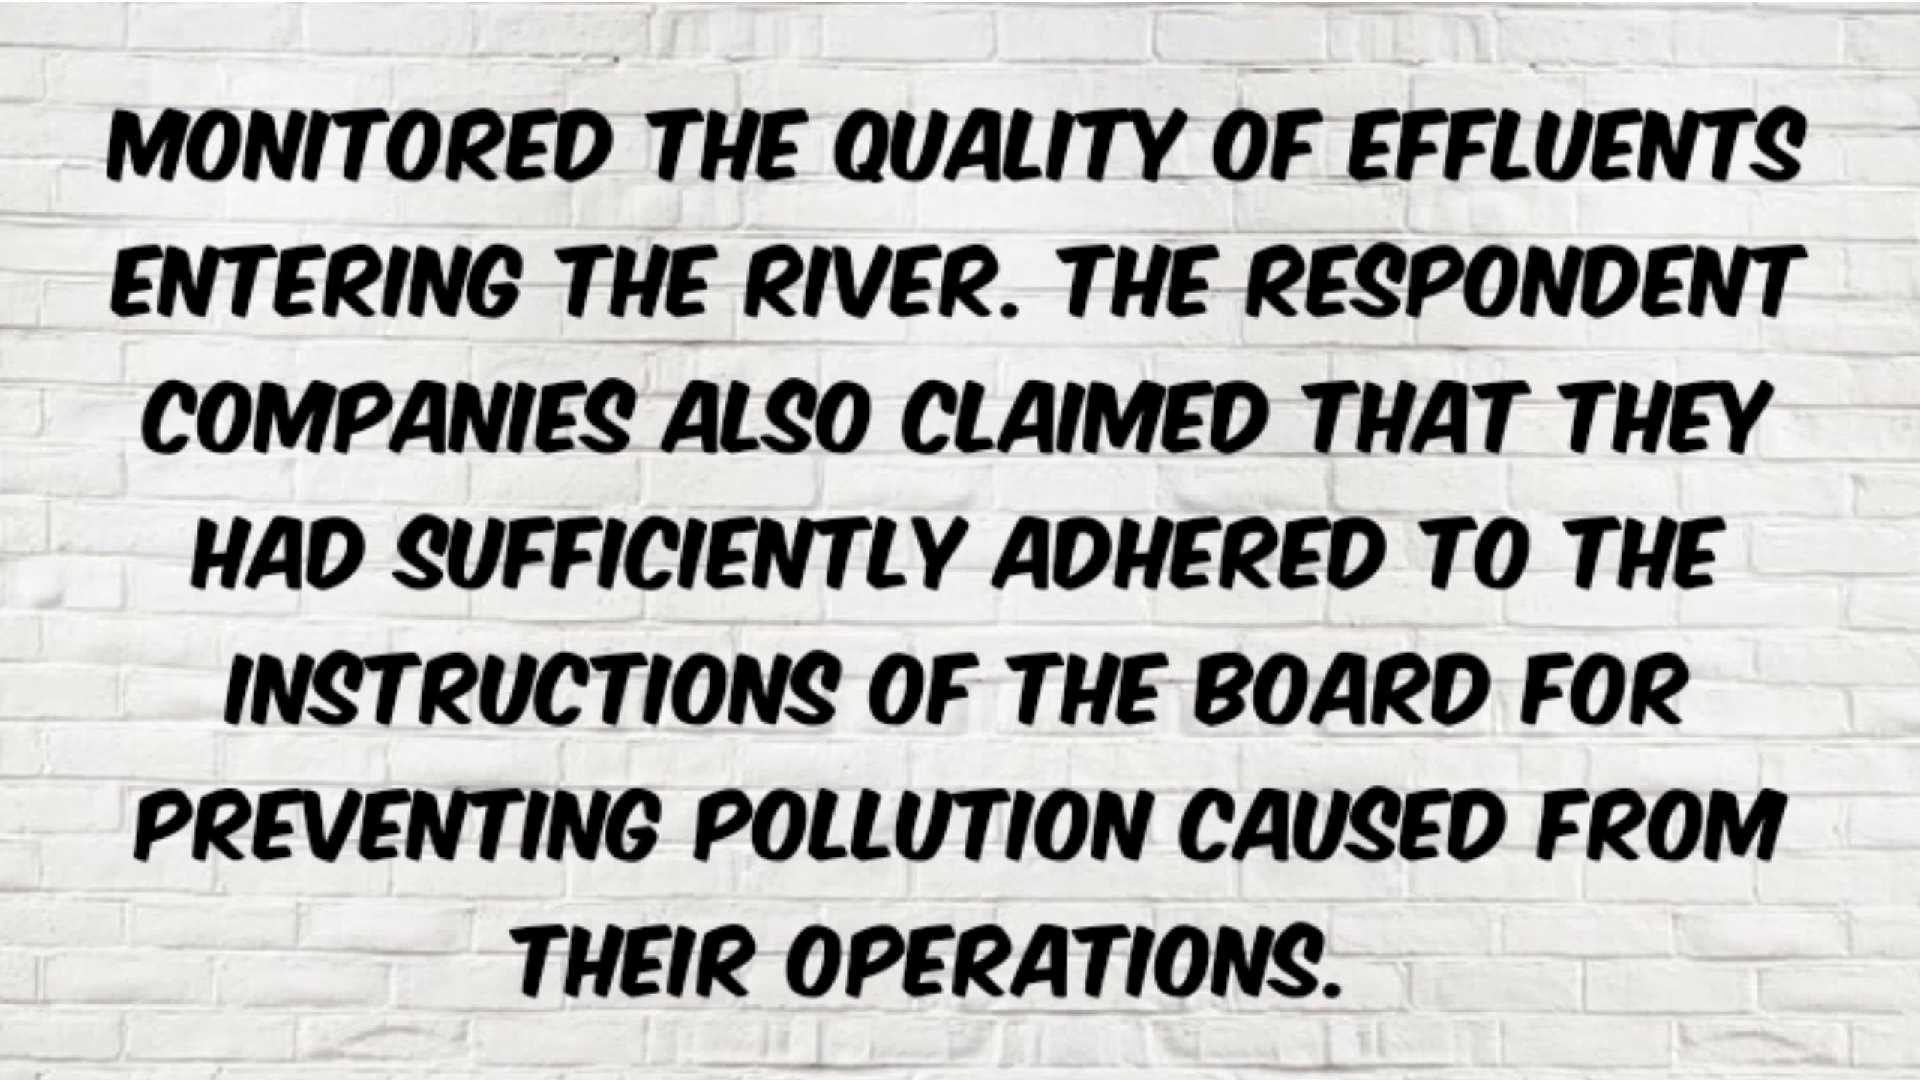 MONITORED THE QUALITY OF EFFLUENTS
ENTERING THE RIVER. THE RESPONDENT
COMPANIES ALSO CLAIMED THAT THEY
HAD SUFFICIENTLY ADHERED TO THE
INSTRUCTIONS OF THE BOARD FOR
PREVENTING POLLUTION CAUSED FROM
THEIR OPERATIONS.